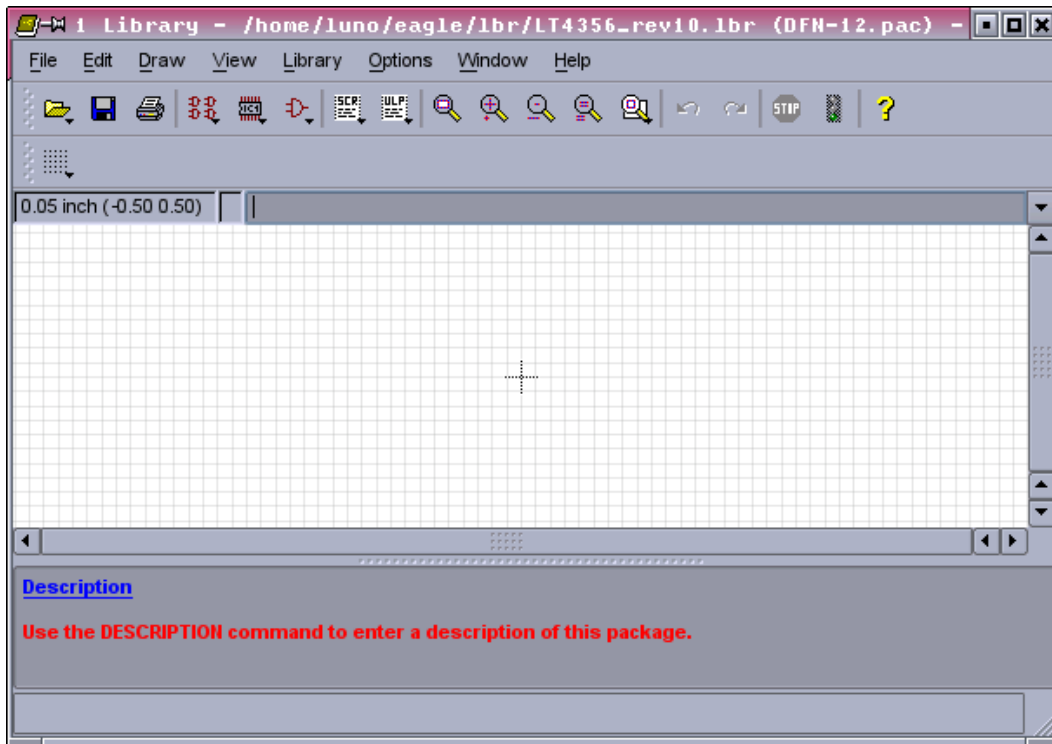 1 Library - /home/luno/eagle/lbr/LT4356_rev10.lbr (DFN-12.pac) -
File Edit Draw View Library Options Window Help
IC1 SCR ULP STOP ?
0.05 inch (-0.50 0.50)
Description
Use the DESCRIPTION command to enter a description of this package.